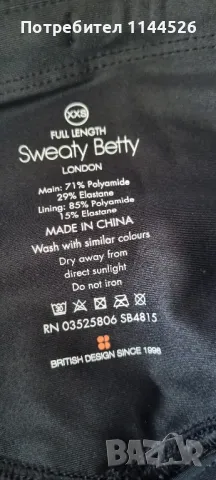 Потребител 1144526
XXS
FULL LENGTH
Sweaty Betty
LONDON
Main: 71% Polyamide
29% Elastane
Lining: 85% Polyamide
15% Elastane
MADE IN CHINA
Wash with similar colours
Dry away from
direct sunlight
Do not iron
RN 03525806 SB4815
BRITISH DESIGN SINCE 1998
BAZAR
bg